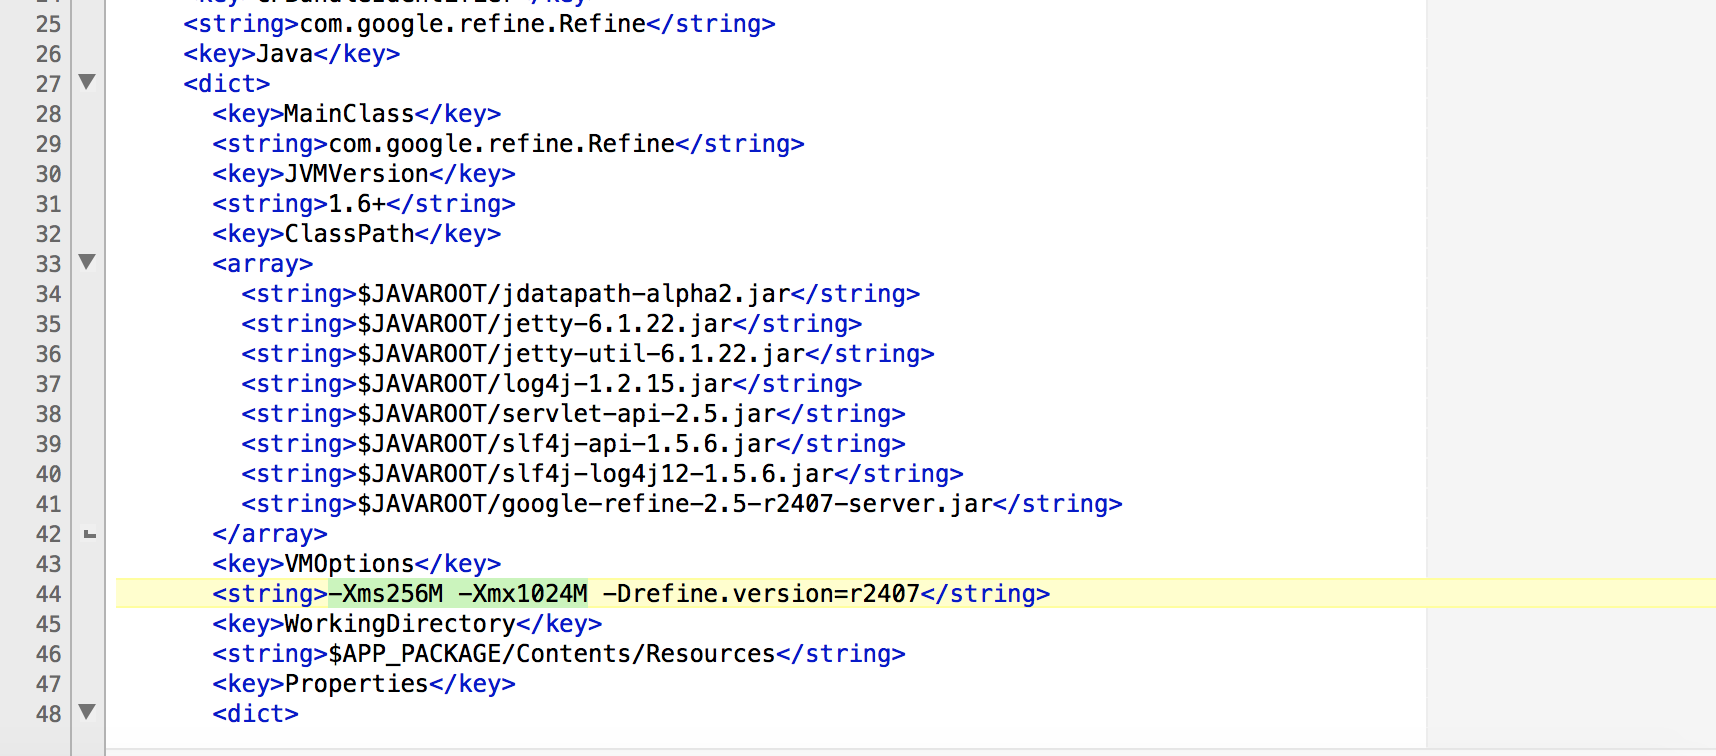 25 <string>com.google.refine.Refine</string>
26 <key>Java</key>
27 <dict>
28 <key>MainClass</key>
29 <string>com.google.refine.Refine</string>
30 <key>JVMVersion</key>
31 <string>1.6+</string>
32 <key>ClassPath</key>
33 <array>
34 <string>$JAVAROOT/jdatapath-alpha2.jar</string>
35 <string>$JAVAROOT/jetty-6.1.22.jar</string>
36 <string>$JAVAROOT/jetty-util-6.1.22.jar</string>
37 <string>$JAVAROOT/log4j-1.2.15.jar</string>
38 <string>$JAVAROOT/servlet-api-2.5.jar</string>
39 <string>$JAVAROOT/slf4j-api-1.5.6.jar</string>
40 <string>$JAVAROOT/slf4j-log4j12-1.5.6.jar</string>
41 <string>$JAVAROOT/google-refine-2.5-r2407-server.jar</string>
42 </array>
43 <key>VMOptions</key>
44 <string>-Xms256M -Xmx1024M -Drefine.version=r2407</string>
45 <key>WorkingDirectory</key>
46 <string>$APP_PACKAGE/Contents/Resources</string>
47 <key>Properties</key>
48 <dict>